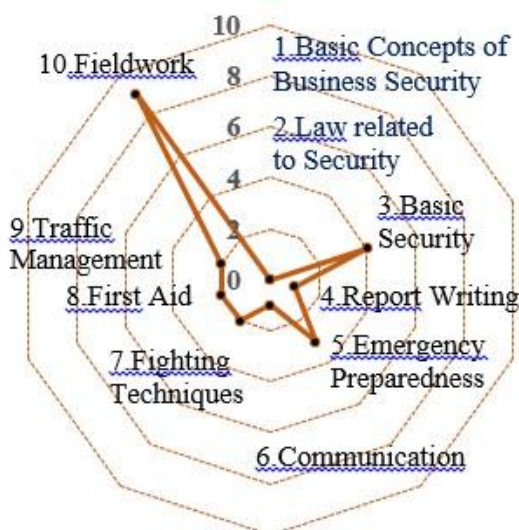 10
10.Fieldwork
1.Basic Concepts of
Business Security
8
6
2.Law related
to Security
4
3.Basic
Security
2
9.Traffic
Management
0
8.First Aid
4.Report Writing
5.Emergency
Preparedness
7.Fighting
Techniques
6.Communication